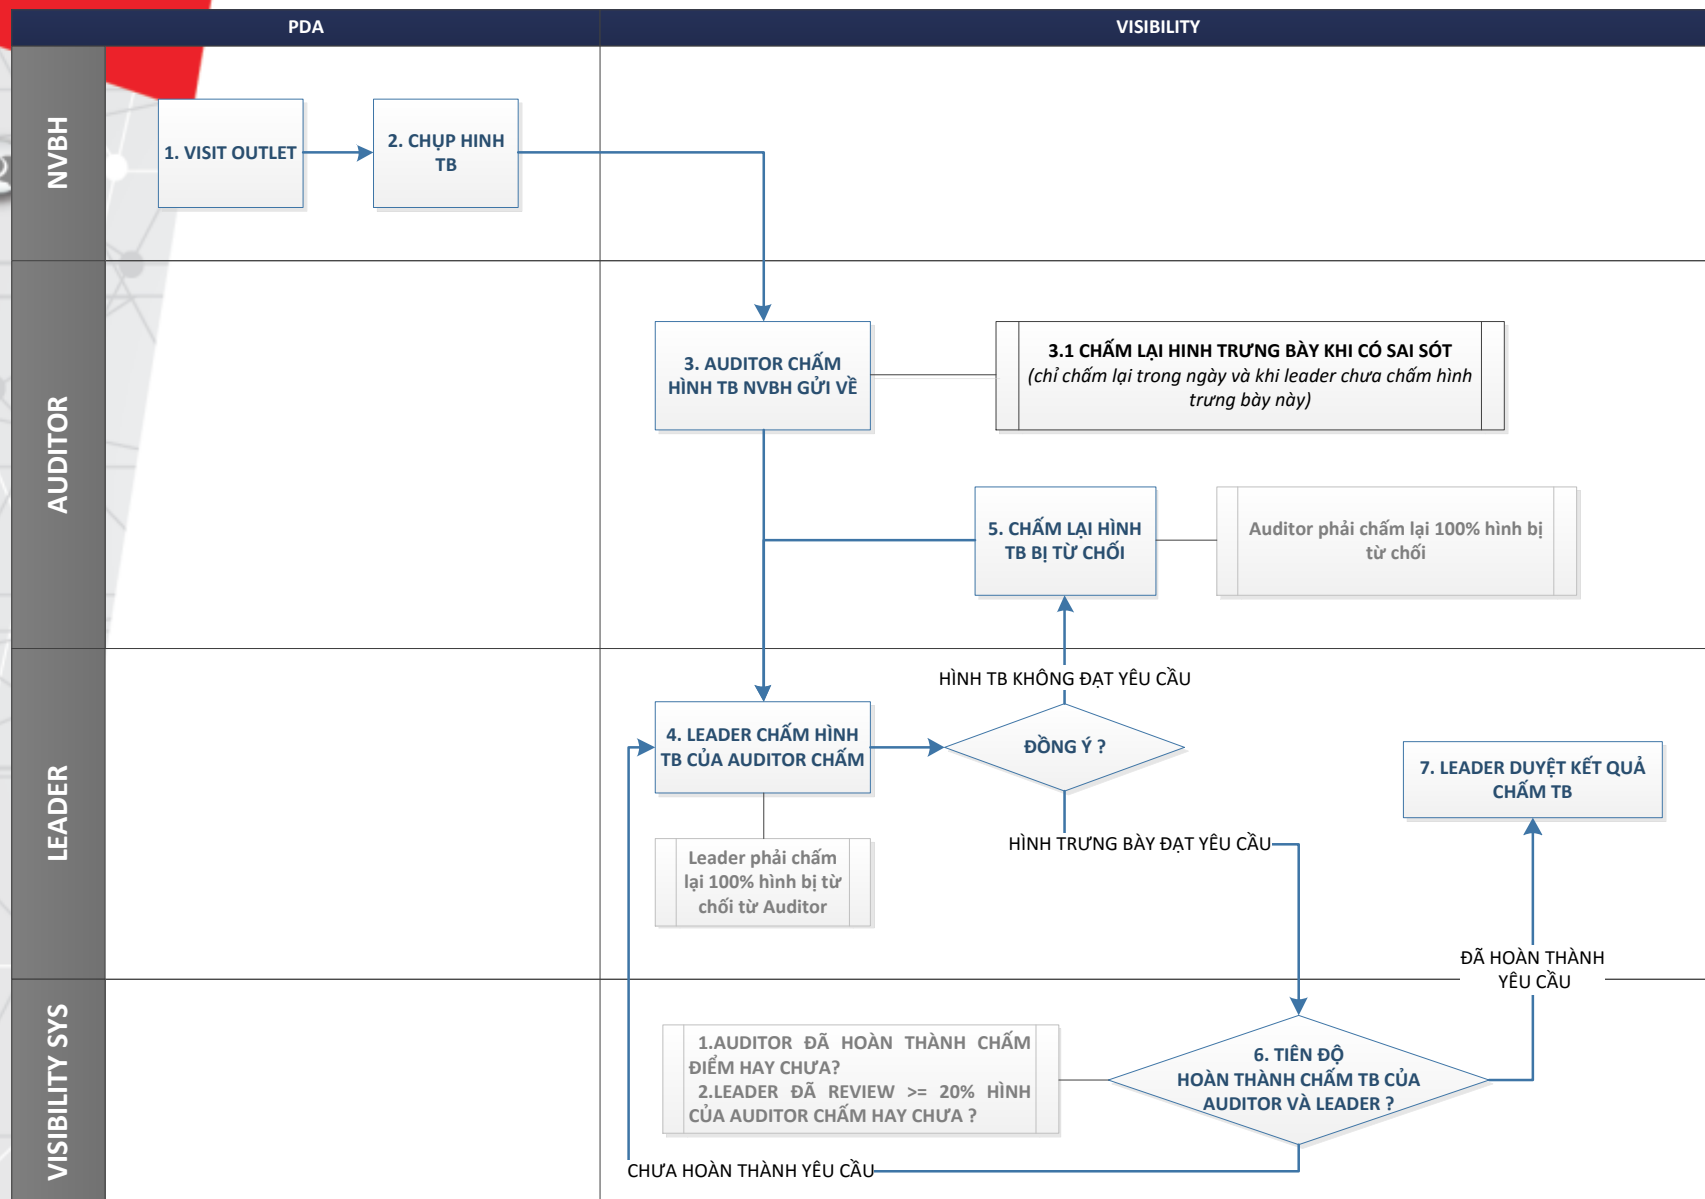 PDA
VISIBILITY
NVBH
1. VISIT OUTLET
2. CHỤP HINH
TB
AUDITOR
3. AUDITOR CHẤM
HÌNH TB NVBH GỬI VỀ
3.1 CHẤM LẠI HINH TRƯNG BÀY KHI CÓ SAI SÓT
(chỉ chấm lại trong ngày và khi leader chưa chấm hình
trưng bày này)
5. CHẤM LẠI HÌNH
TB BỊ TỪ CHỐI
Auditor phải chấm lại 100% hình bị
từ chối
LEADER
HÌNH TB KHÔNG ĐẠT YÊU CẦU
4. LEADER CHẤM HÌNH
TB CỦA AUDITOR CHẤM
ĐỒNG Ý ?
7. LEADER DUYỆT KẾT QUẢ
CHẤM TB
HÌNH TRƯNG BÀY ĐẠT YÊU CẦU
Leader phải chấm
lại 100% hình bị từ
chối từ Auditor
ĐÃ HOÀN THÀNH
YÊU CẦU
VISIBILITY SYS
1.AUDITOR ĐÃ HOÀN THÀNH CHẤM
ĐIỂM HAY CHƯA?
2.LEADER ĐÃ REVIEW >= 20% HÌNH
CỦA AUDITOR CHẤM HAY CHƯA ?
6. TIÊN ĐỘ
HOÀN THÀNH CHẤM TB CỦA
AUDITOR VÀ LEADER ?
CHƯA HOÀN THÀNH YÊU CẦU